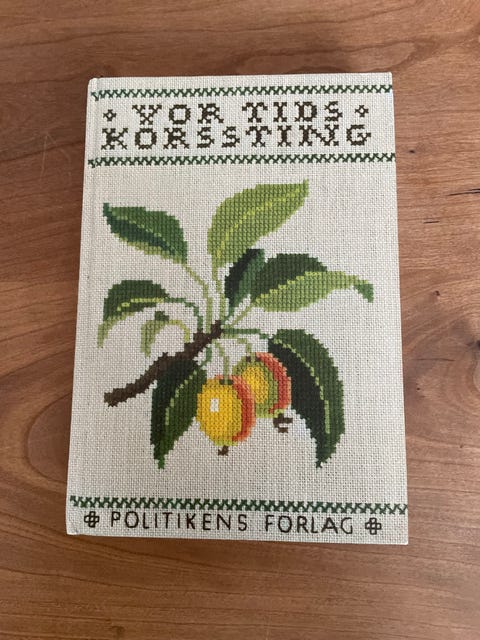 VOR TIDS
KORSSTING
POLITIKENS FORLAG